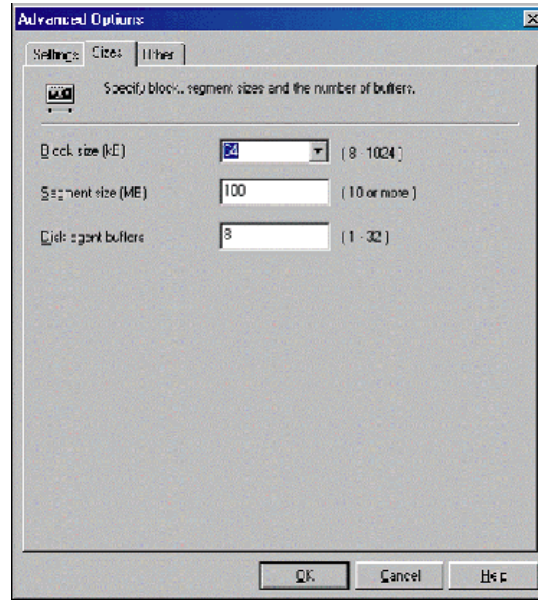 Advanced Options
Settings Sizes Other
Specify block, segment sizes and the number of buffers.
Block size (kB) 64 ( 8 - 1024 )
Segment size (MB) 100 ( 10 or more )
Disk agent buffers 8 ( 1 - 32 )
OK Cancel Help